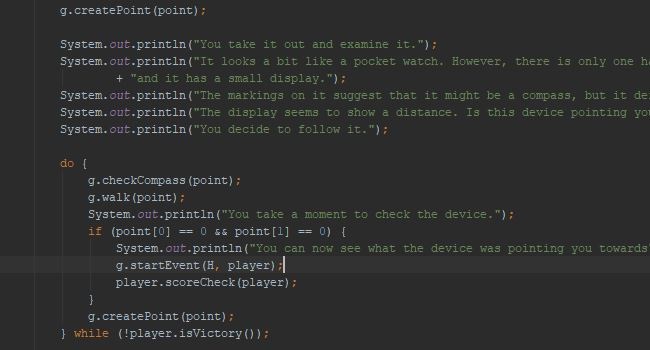 g.createPoint(point);
System.out.println("You take it out and examine it.");
System.out.println("It looks a bit like a pocket watch. However, there is only one
+ "and it has a small display.");
System.out.println("The markings on it suggest that it might be a compass, but it
System.out.println("The display seems to show a distance. Is this device pointing
System.out.println("You decide to follow it.");
do {
g.checkCompass(point);
g.walk(point);
System.out.println("You take a moment to check the device.");
if (point[0] == 0 && point[1] == 0) {
System.out.println("You can now see what the device was pointing you towards
g.startEvent(H, player);
player.scoreCheck(player);
}
g.createPoint(point);
} while (!player.isVictory());